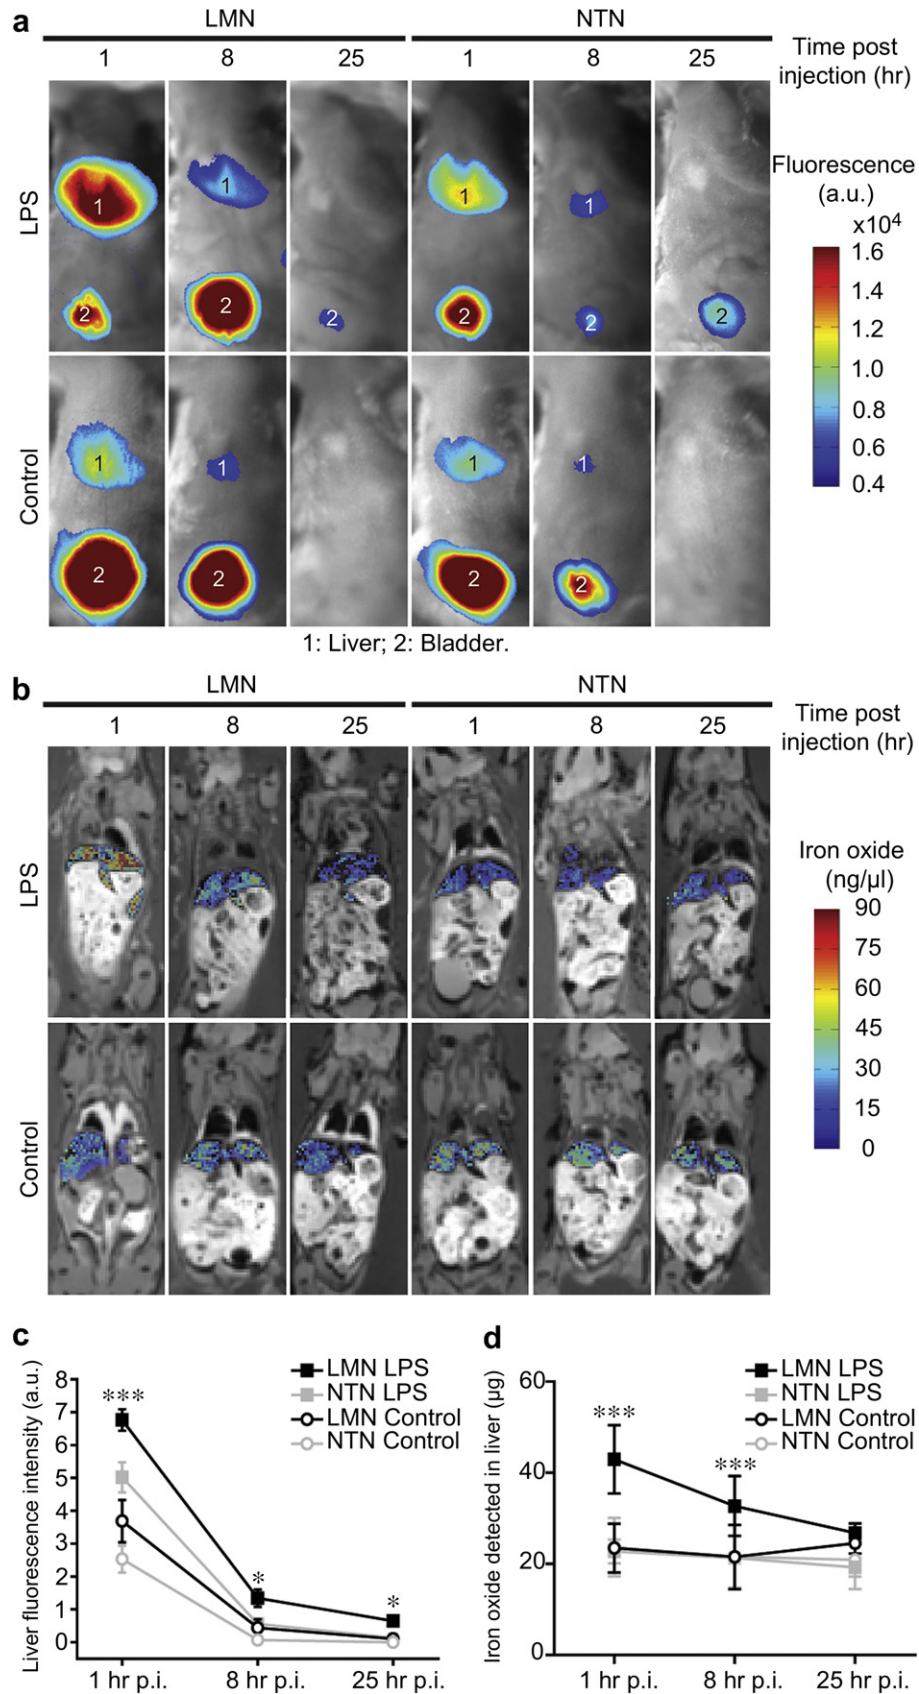 a
LMN NTN
1 8 25 1 8 25
Time post
injection (hr)
LPS
1 1 1 1
2 2 2 2 2 2
Fluorescence
(a.u.)
x10⁴
1.6
1.4
1.2
1.0
0.8
0.6
0.4
Control
1 1 1 1
2 2 2 2
1: Liver; 2: Bladder.
b
LMN NTN
1 8 25 1 8 25
Time post
injection (hr)
LPS
Iron oxide
(ng/µl)
90
75
60
45
30
15
0
Control
c
Liver fluorescence intensity (a.u.)
8
7
6
5
4
3
2
1
0
***
*
*
LMN LPS
NTN LPS
LMN Control
NTN Control
1 hr p.i. 8 hr p.i. 25 hr p.i.
d
Iron oxide detected in liver (µg)
60
40
20
0
***
***
LMN LPS
NTN LPS
LMN Control
NTN Control
1 hr p.i. 8 hr p.i. 25 hr p.i.